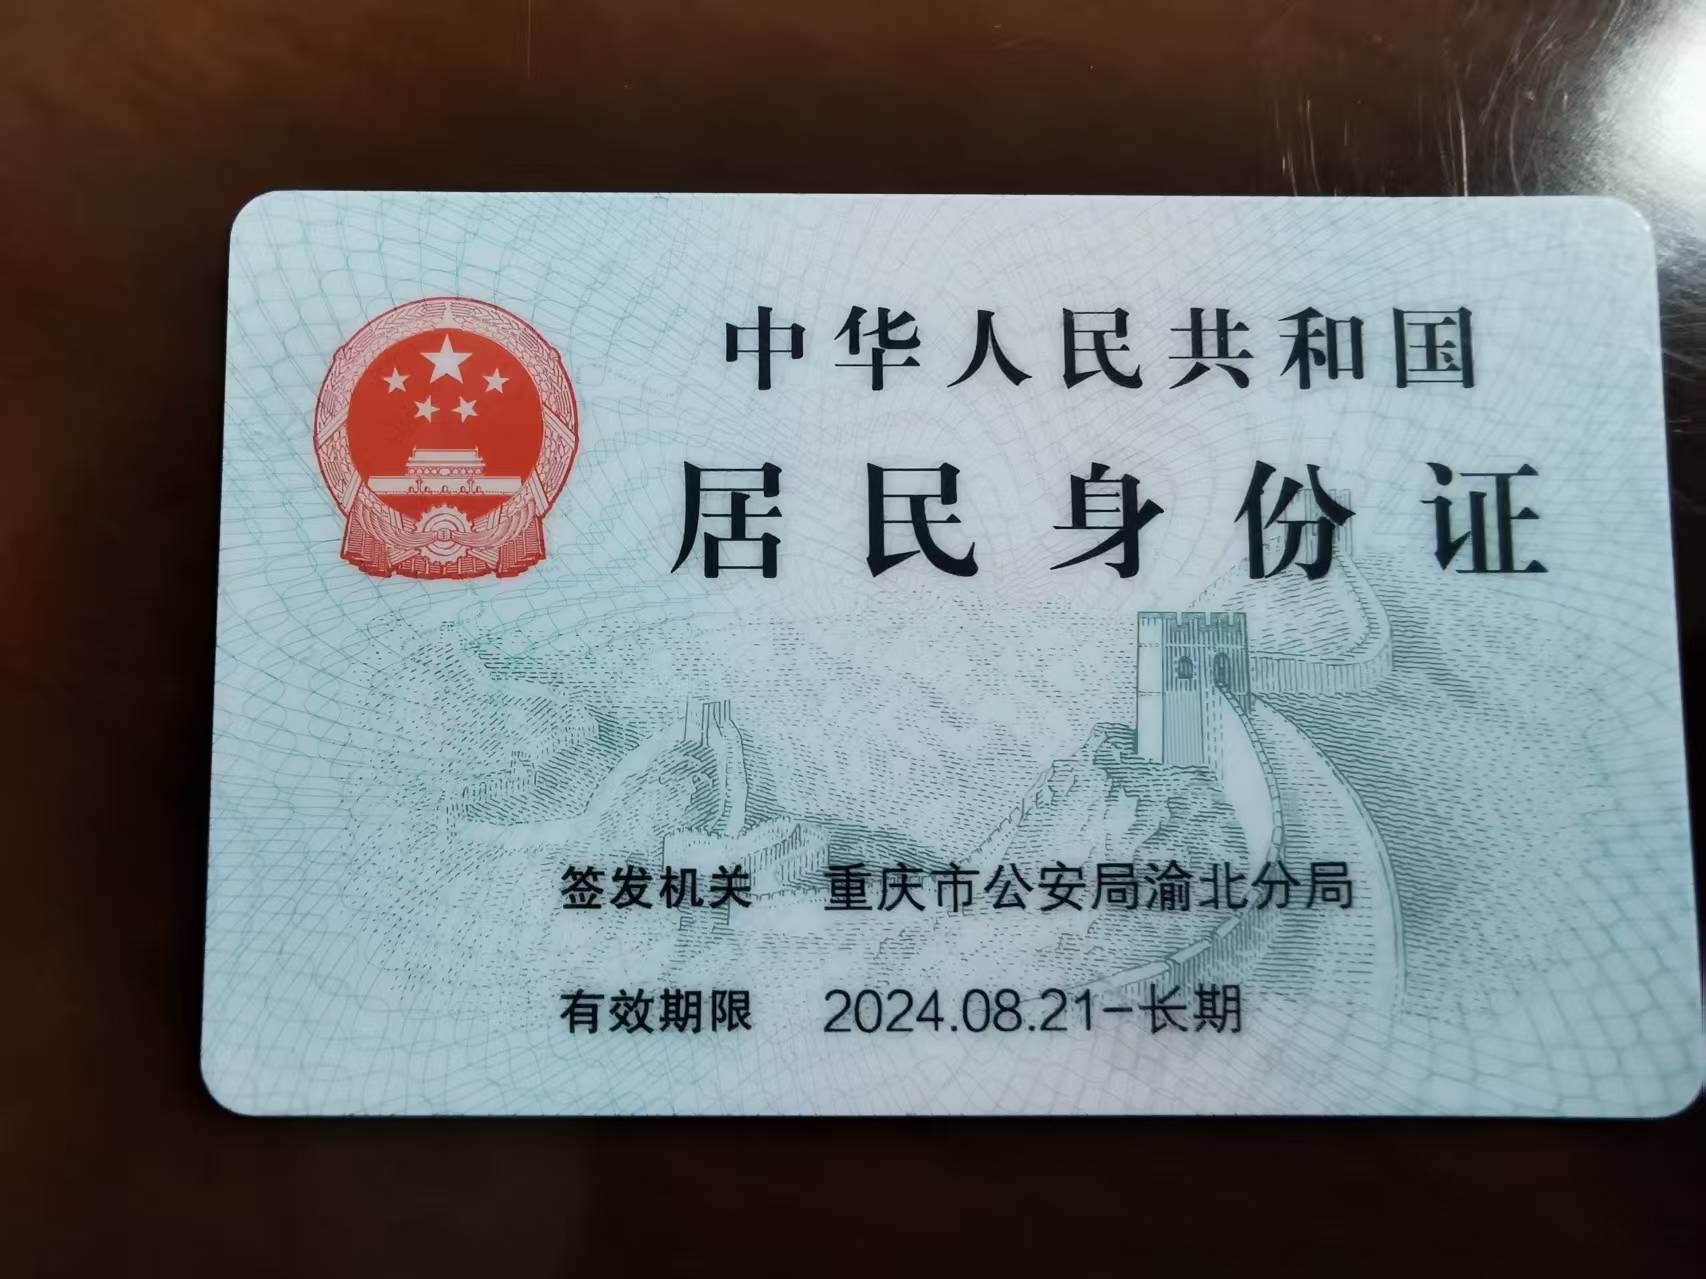 中华人民共和国
居民身份证
签发机关 重庆市公安局渝北分局
有效期限 2024.08.21-长期